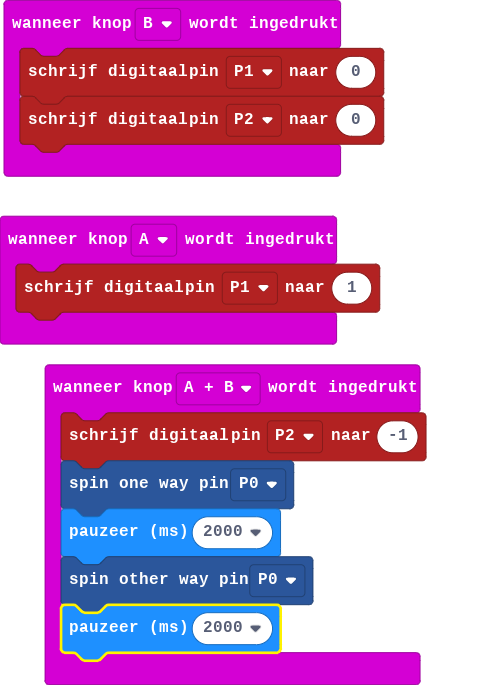 wanneer knop B wordt ingedrukt
schrijf digitaalpin P1 naar 0
schrijf digitaalpin P2 naar 0
wanneer knop A wordt ingedrukt
schrijf digitaalpin P1 naar 1
wanneer knop A + B wordt ingedrukt
schrijf digitaalpin P2 naar -1
spin one way pin P0
pauzeer (ms) 2000
spin other way pin P0
pauzeer (ms) 2000